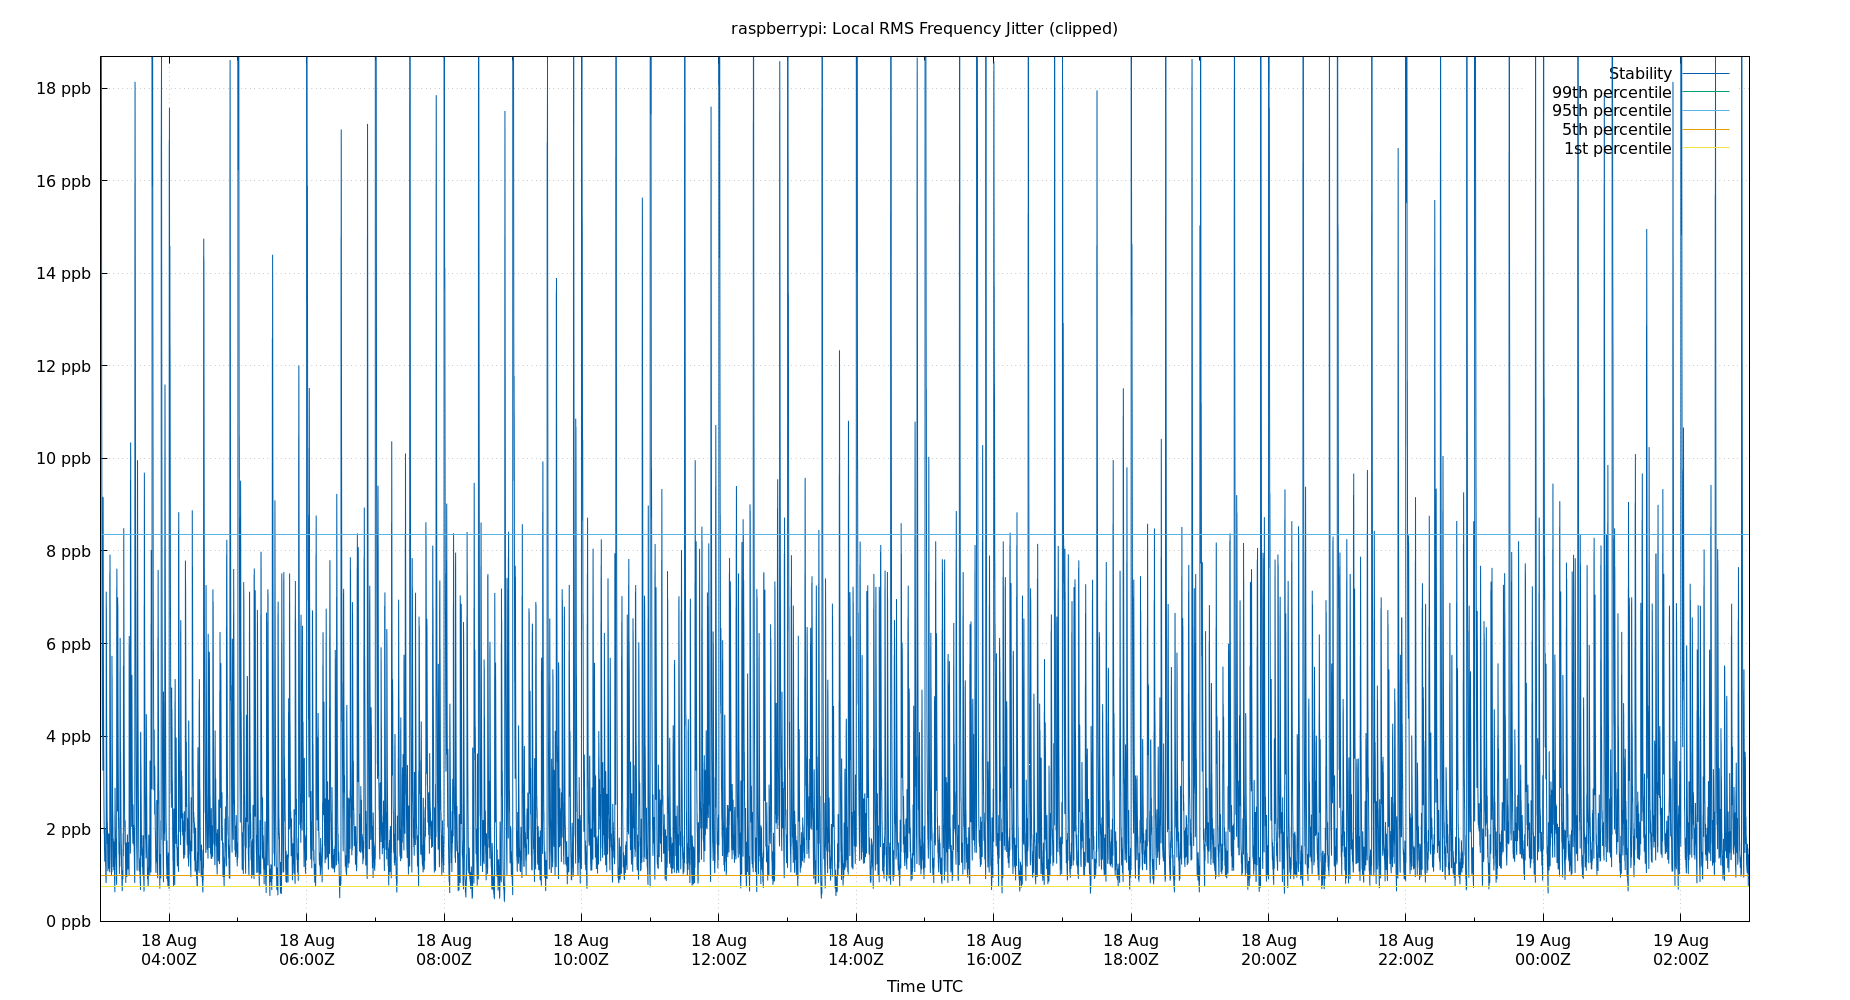 raspberrypi: Local RMS Frequency Jitter (clipped)
18 ppb
16 ppb
14 ppb
12 ppb
10 ppb
8 ppb
6 ppb
4 ppb
2 ppb
0 ppb
Stability
99th percentile
95th percentile
5th percentile
1st percentile
18 Aug 18 Aug 18 Aug 18 Aug 18 Aug 18 Aug 18 Aug 18 Aug 18 Aug 18 Aug 19 Aug 19 Aug
04:00Z 06:00Z 08:00Z 10:00Z 12:00Z 14:00Z 16:00Z 18:00Z 20:00Z 22:00Z 00:00Z 02:00Z
Time UTC